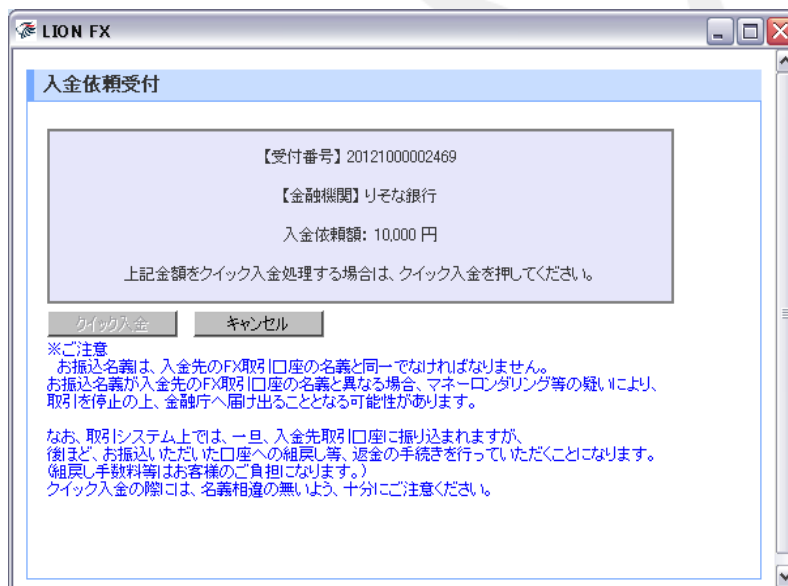 LION FX
入金依頼受付
【受付番号】20121000002469
【金融機関】りそな銀行
入金依頼額: 10,000 円
上記金額をクイック入金処理する場合は、クイック入金を押してください。
クイック入金 キャンセル
※ご注意
お振込名義は、入金先のFX取引口座の名義と同一でなければなりません。
お振込名義が入金先のFX取引口座の名義と異なる場合、マネーロンダリング等の疑いにより、
取引を停止の上、金融庁へ届け出ることとなる可能性があります。
なお、取引システム上では、一旦、入金先取引口座に振り込まれますが、
後ほど、お振込いただいた口座への組戻し等、返金の手続きを行っていただくことになります。
(組戻し手数料等はお客様のご負担になります。)
クイック入金の際には、名義相違の無いよう、十分にご注意ください。